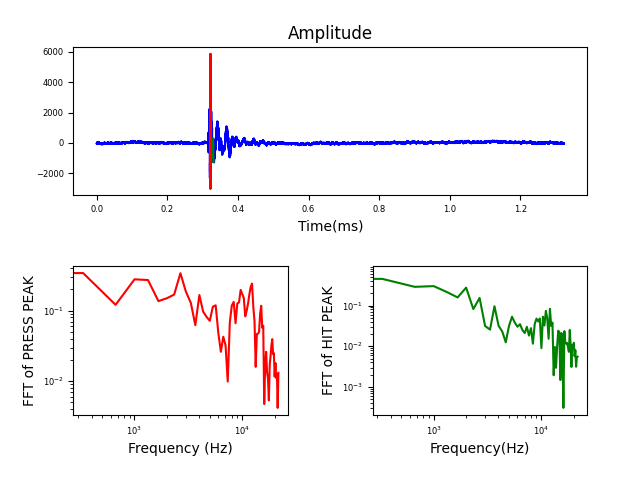 Amplitude
6000
4000
2000
0
−2000
0.0 0.2 0.4 0.6 0.8 1.0 1.2
Time(ms)
FFT of PRESS PEAK
10⁻¹
10⁻²
10³ 10⁴
Frequency (Hz)
FFT of HIT PEAK
10⁻¹
10⁻²
10⁻³
10³ 10⁴
Frequency(Hz)